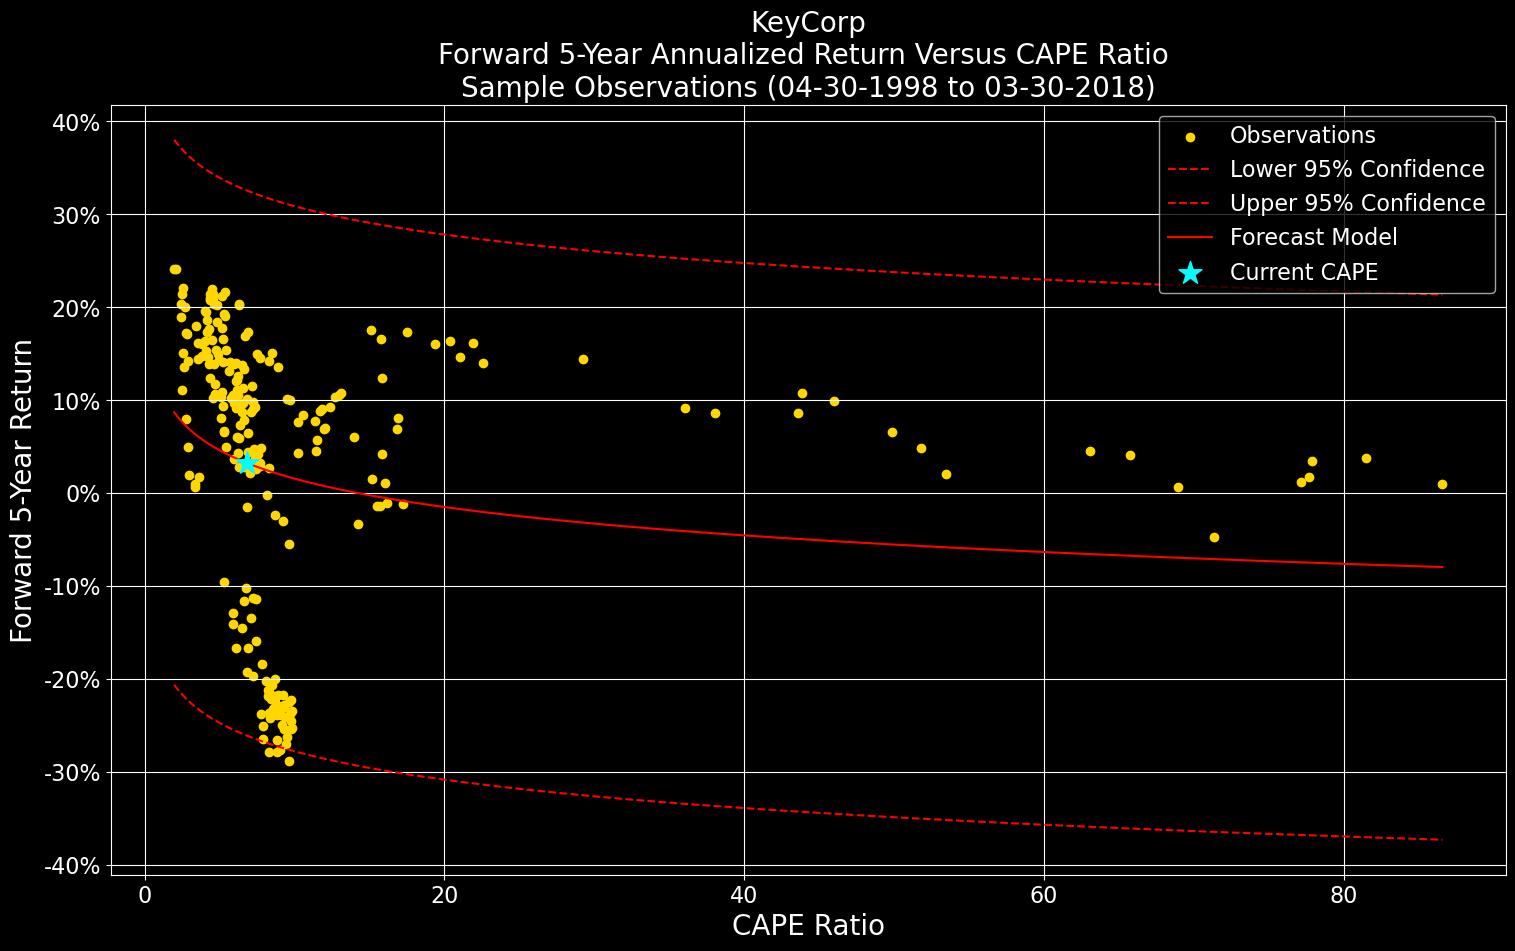 KeyCorp
Forward 5-Year Annualized Return Versus CAPE Ratio
Sample Observations (04-30-1998 to 03-30-2018)
Observations
Lower 95% Confidence
Upper 95% Confidence
Forecast Model
Current CAPE
Forward 5-Year Return
40%
30%
20%
10%
0%
-10%
-20%
-30%
-40%
0 20 40 60 80
CAPE Ratio